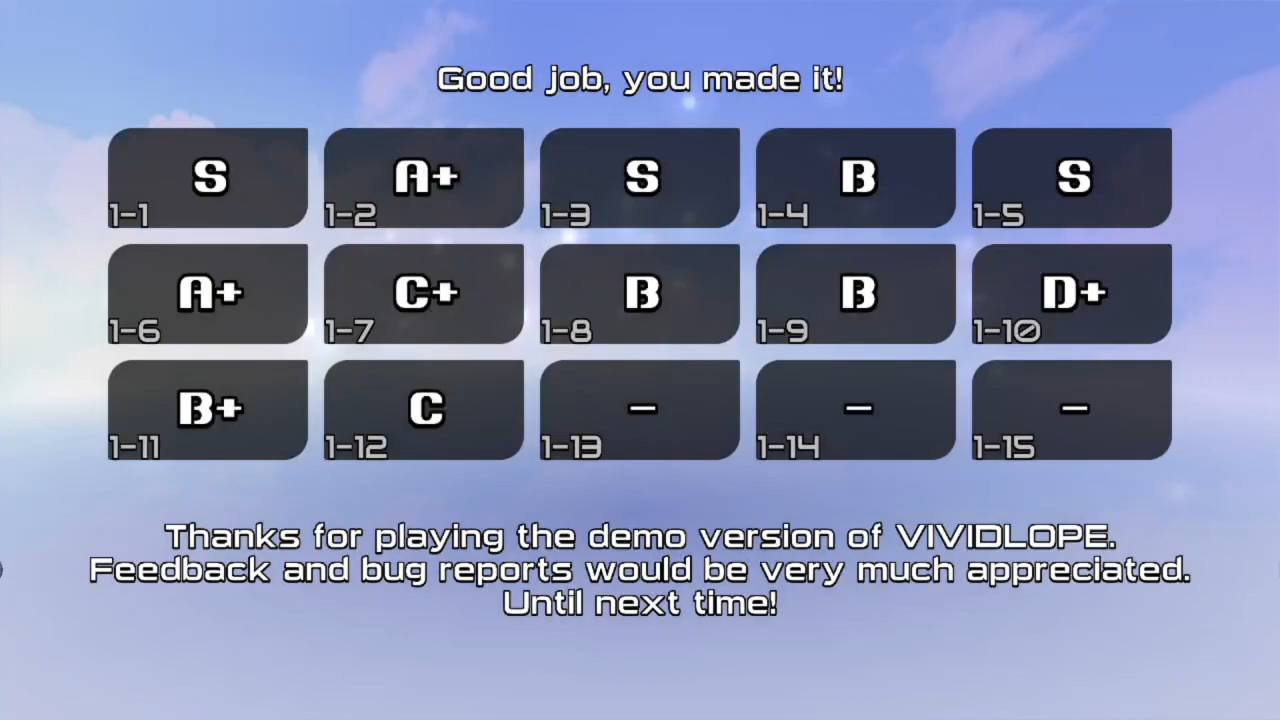 Good job, you made it!
S A+ S B S
1-1 1-2 1-3 1-4 1-5
A+ C+ B B D+
1-6 1-7 1-8 1-9 1-10
B+ C - - -
1-11 1-12 1-13 1-14 1-15
Thanks for playing the demo version of VIVIDLOPE.
Feedback and bug reports would be very much appreciated.
Until next time!